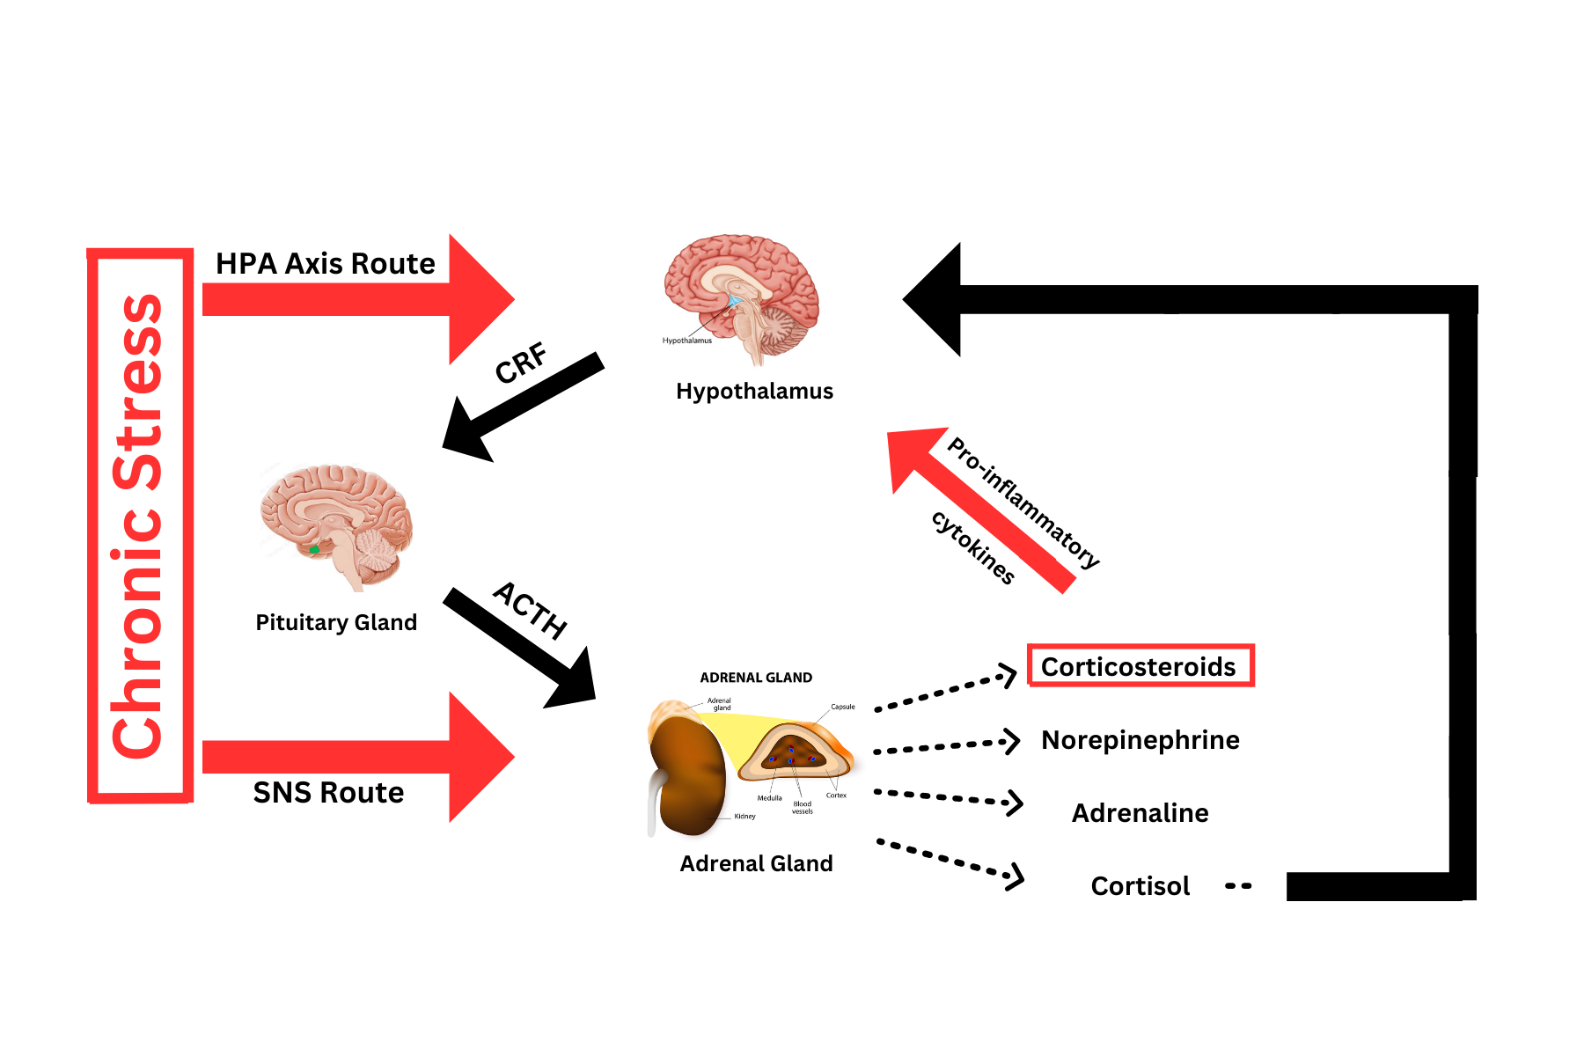 Chronic Stress
HPA Axis Route
CRF
Hypothalamus
Hypothalamus
Pituitary Gland
ACTH
SNS Route
Pro-inflammatory
cytokines
ADRENAL GLAND
Adrenal
gland
Capsule
Medulla
Blood
vessels
Cortex
Kidney
Adrenal Gland
Corticosteroids
Norepinephrine
Adrenaline
Cortisol --